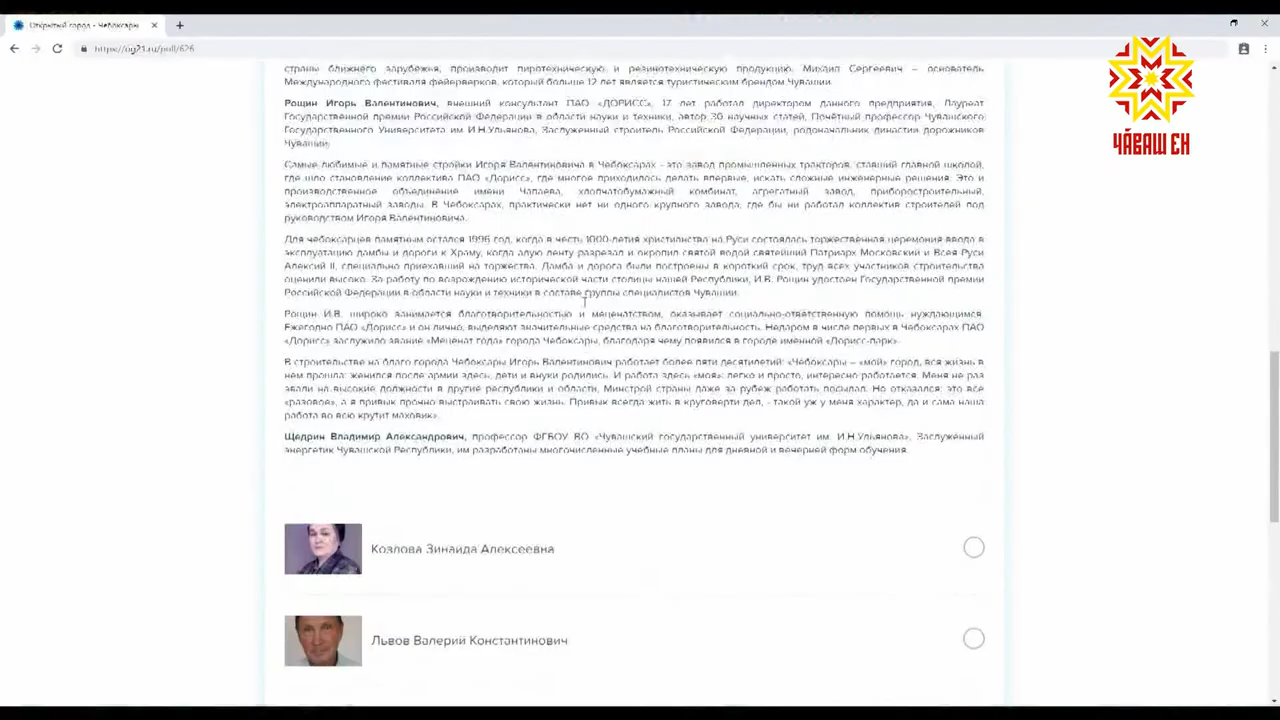 Открытый город - Чебоксары
https://og21.ru/poll/626
ЧӐВАШ ЕН
страны ближнего зарубежья, производит пиротехническую и резинотехническую продукцию. Михаил Сергеевич – основатель
Международного фестиваля фейерверков, который больше 12 лет является туристическим брендом Чувашии.
Рощин Игорь Валентинович, внешний консультант ПАО «ДОРИСС», 17 лет работал директором данного предприятия, Лауреат
Государственной премии Российской Федерации в области науки и техники, автор 30 научных статей, Почётный профессор Чувашского
Государственного Университета им И.Н.Ульянова, Заслуженный строитель Российской Федерации, родоначальник династии дорожников
Чувашии.
Самые любимые и памятные стройки Игоря Валентиновича в Чебоксарах - это завод промышленных тракторов, ставший главной школой,
где шло становление коллектива ПАО «Дорисс», где многое приходилось делать впервые, искать сложные инженерные решения. Это и
производственное объединение имени Чапаева, хлопчатобумажный комбинат, агрегатный завод, приборостроительный,
электроаппаратный заводы. В Чебоксарах, практически нет ни одного крупного завода, где бы ни работал коллектив строителей под
руководством Игоря Валентиновича.
Для чебоксарцев памятным остался 1996 год, когда в честь 1000-летия христианства на Руси состоялась торжественная церемония ввода в
эксплуатацию дамбы и дороги к Храму, когда алую ленту разрезал и окропил святой водой святейший Патриарх Московский и Всея Руси
Алексий II, специально приехавший на торжества. Дамба и дорога были построены в короткий срок, труд всех участников строительства
оценили высоко. За работу по возрождению исторической части столицы нашей Республики, И.В. Рощин удостоен Государственной премии
Российской Федерации в области науки и техники в составе группы специалистов Чувашии.
Рощин И.В. широко занимается благотворительностью и меценатством, оказывает социально-ответственную помощь нуждающимся.
Ежегодно ПАО «Дорисс» и он лично, выделяют значительные средства на благотворительность. Недаром в числе первых в Чебоксарах ПАО
«Дорисс» заслужило звание «Меценат года» города Чебоксары, благодаря чему появился в городе именной «Дорисс-парк».
В строительстве на благо города Чебоксары Игорь Валентинович работает более пяти десятилетий: «Чебоксары – «мой» город, вся жизнь в
нем прошла: женился после армии здесь, дети и внуки родились. И работа здесь «моя»: легко и просто, интересно работается. Меня не раз
звали на высокие должности в другие республики и области, Минстрой страны даже за рубеж работать посылал. Но отказался: это все
«разовое», а я привык прочно выстраивать свою жизнь. Привык всегда жить в круговерти дел, - такой уж у меня характер, да и сама наша
работа во всю крутит маховик».
Щедрин Владимир Александрович, профессор ФГБОУ ВО «Чувашский государственный университет им. И.Н.Ульянова», Заслуженный
энергетик Чувашской Республики, им разработаны многочисленные учебные планы для дневной и вечерней форм обучения.
Козлова Зинаида Алексеевна
Львов Валерий Константинович